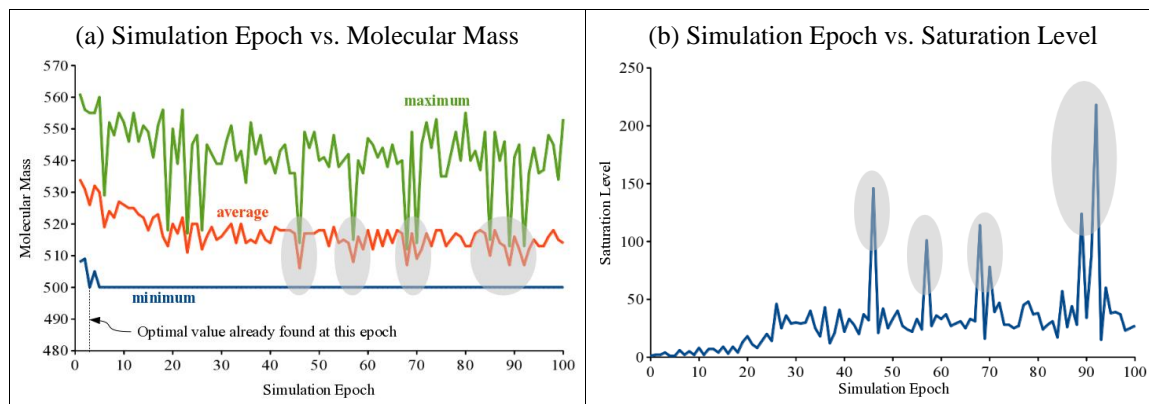 (a) Simulation Epoch vs. Molecular Mass
570
560
550
540
530
520
510
500
490
480
Molecular Mass
maximum
average
minimum
Optimal value already found at this epoch
0 10 20 30 40 50 60 70 80 90 100
Simulation Epoch
(b) Simulation Epoch vs. Saturation Level
250
200
150
100
50
0
Saturation Level
0 10 20 30 40 50 60 70 80 90 100
Simulation Epoch